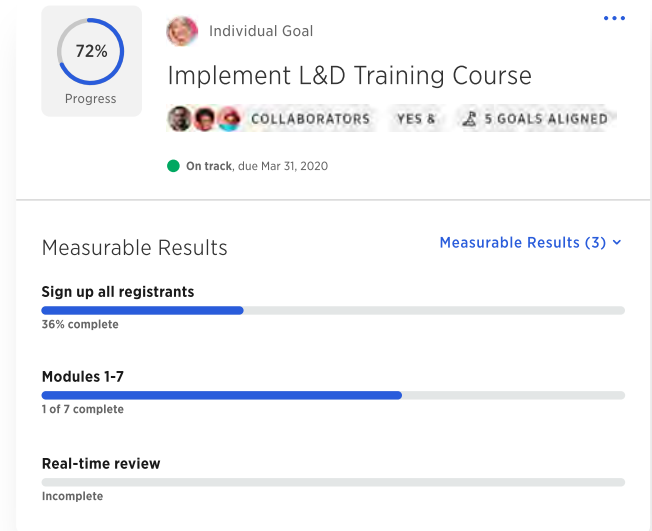 72%
Progress
Individual Goal
Implement L&D Training Course
COLLABORATORS YES & 5 GOALS ALIGNED
On track, due Mar 31, 2020
Measurable Results
Measurable Results (3)
Sign up all registrants
36% complete
Modules 1-7
1 of 7 complete
Real-time review
Incomplete